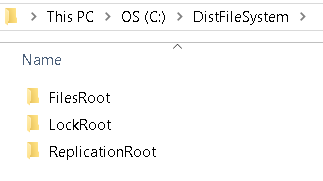 This PC > OS (C:) > DistFileSystem >
Name
FilesRoot
LockRoot
ReplicationRoot